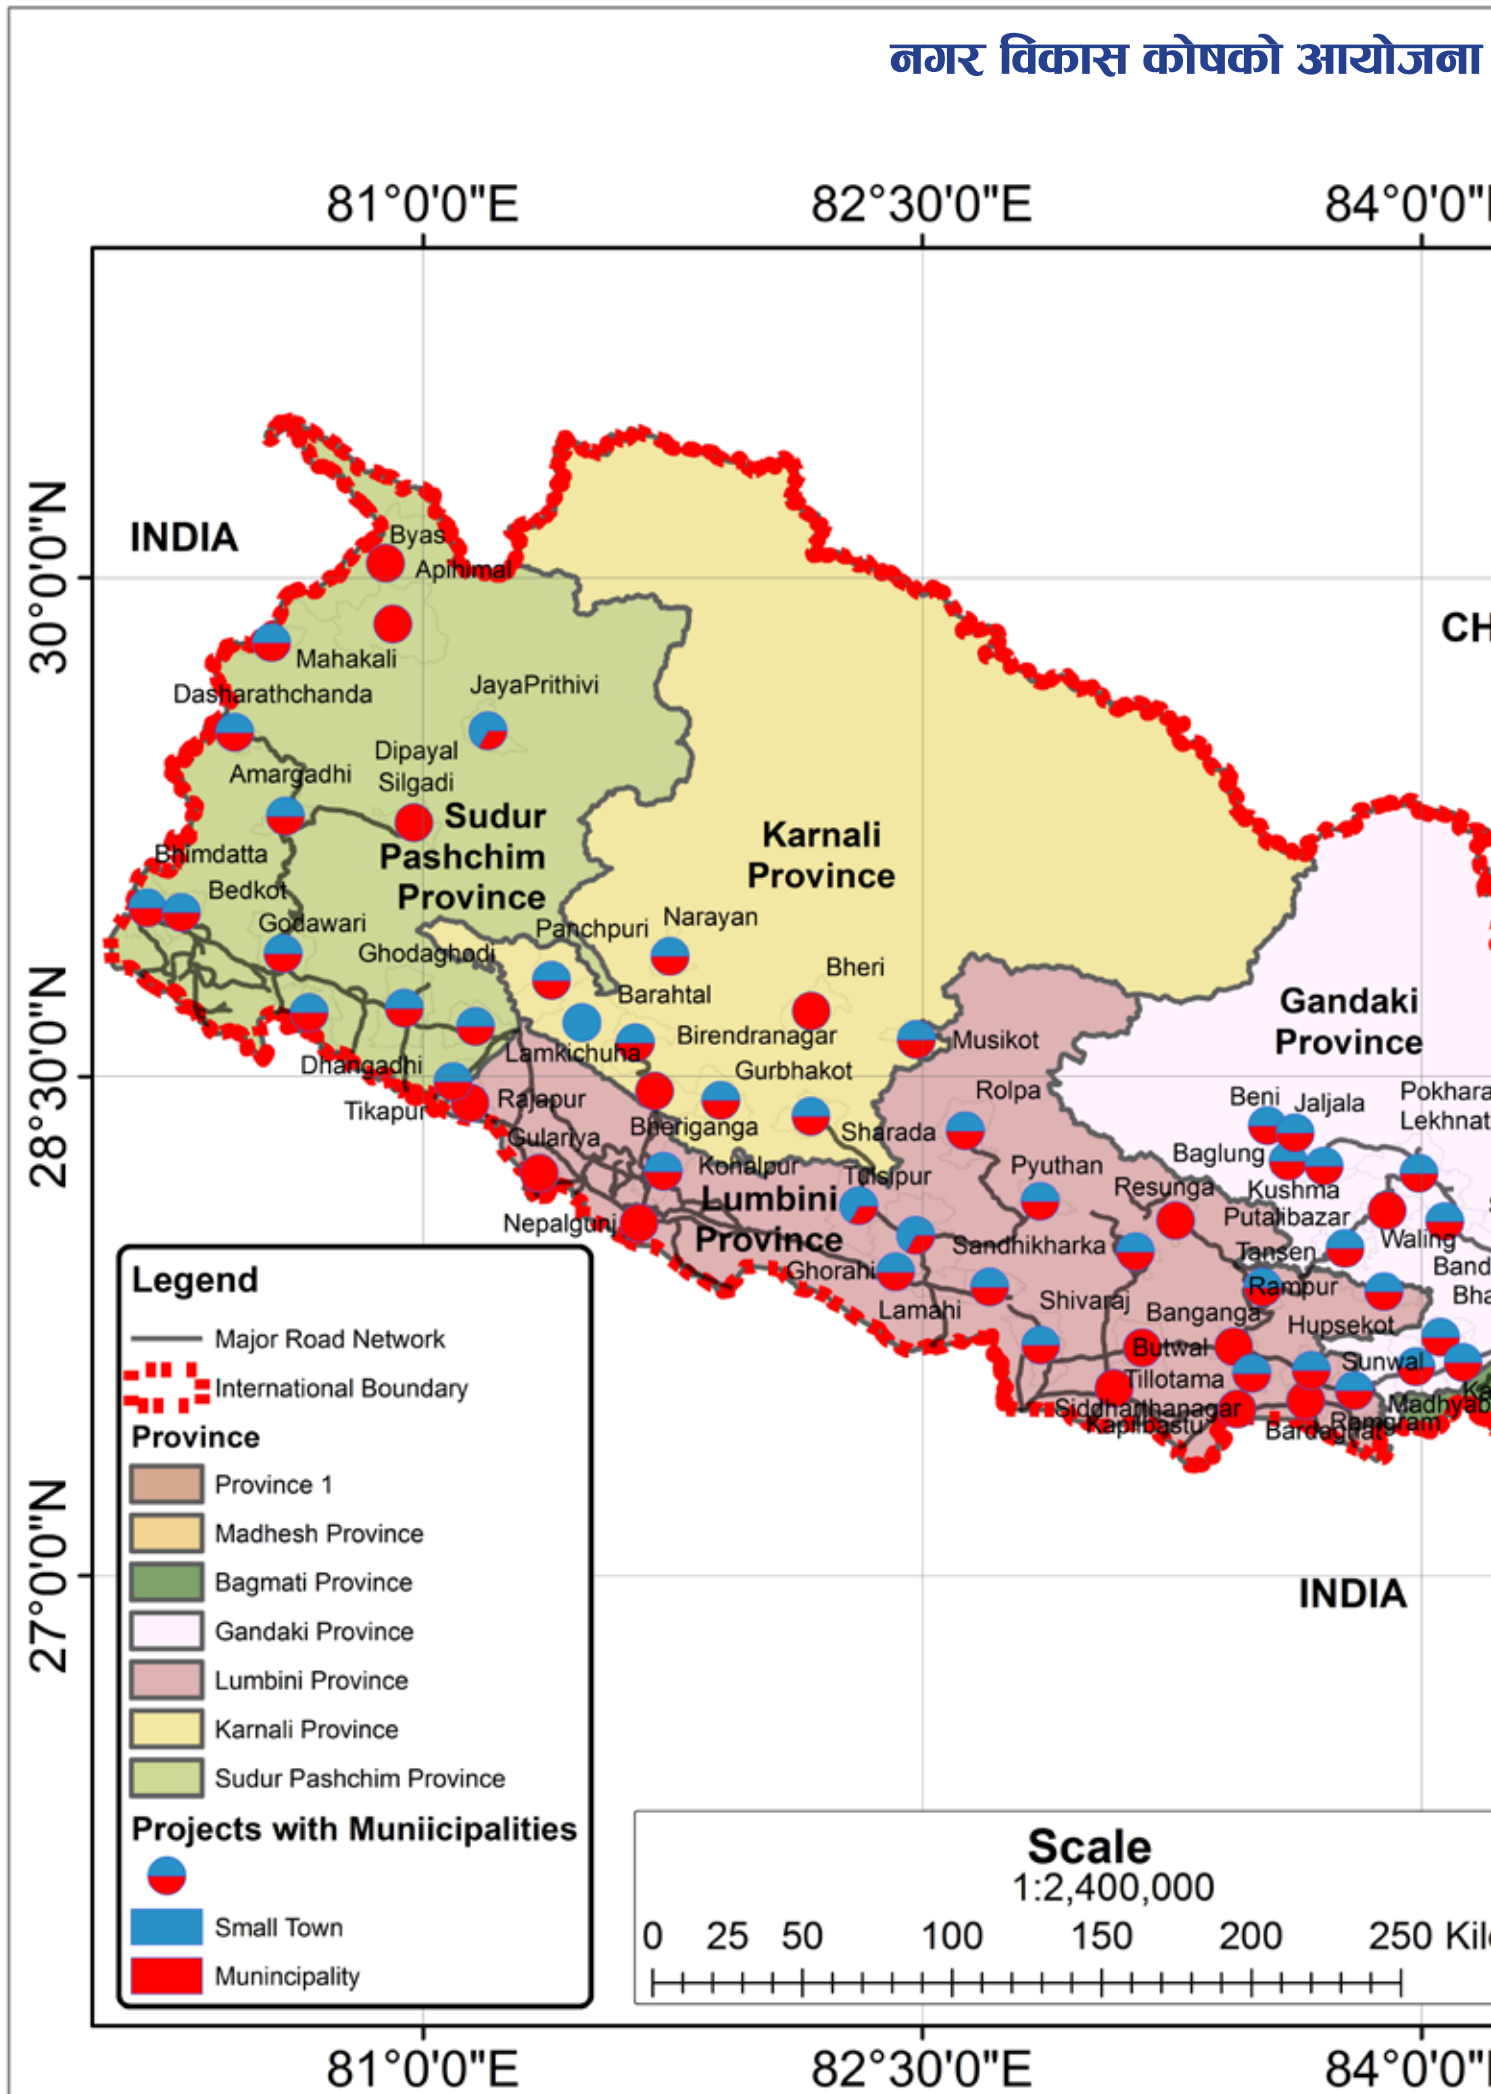 नगर विकास कोषको आयोजना
81°0'0"E
82°30'0"E
84°0'0"
30°0'0"N
28°30'0"N
27°0'0"N
INDIA
Byas
Apihimal
Mahakali
Dasharathchanda
JayaPrithivi
Dipayal
Silgadi
Amargadhi
Sudur
Pashchim
Province
Karnali
Province
Bhimdatta
Bedkot
Godawari
Ghodaghodi
Panchpuri
Narayan
Bheri
Barahtal
Birendranagar
Musikot
Lamkichuha
Gurbhakot
Dhangadhi
Tikapur
Rajapur
Gulariya
Bheriganga
Sharada
Rolpa
Gandaki
Province
Beni
Jaljala
Pokhara
Lekhnat
Baglung
Kushma
Kohalpur
Tulsipur
Pyuthan
Resunga
Putalibazar
Waling
Nepalgunj
Lumbini
Province
Sandhikharka
Tansen
Rampur
Band
Ghorahi
Lamahi
Shivaraj
Banganga
Hupsekot
Butwal
Sunwal
Tillotama
Siddharthanagar
Kapilbastu
Bardaghat
Ramgram
Madhyab
INDIA
Legend
Major Road Network
International Boundary
Province
Province 1
Madhesh Province
Bagmati Province
Gandaki Province
Lumbini Province
Karnali Province
Sudur Pashchim Province
Projects with Muniicipalities
Small Town
Munincipality
Scale
1:2,400,000
0 25 50 100 150 200 250 Kil
81°0'0"E
82°30'0"E
84°0'0"